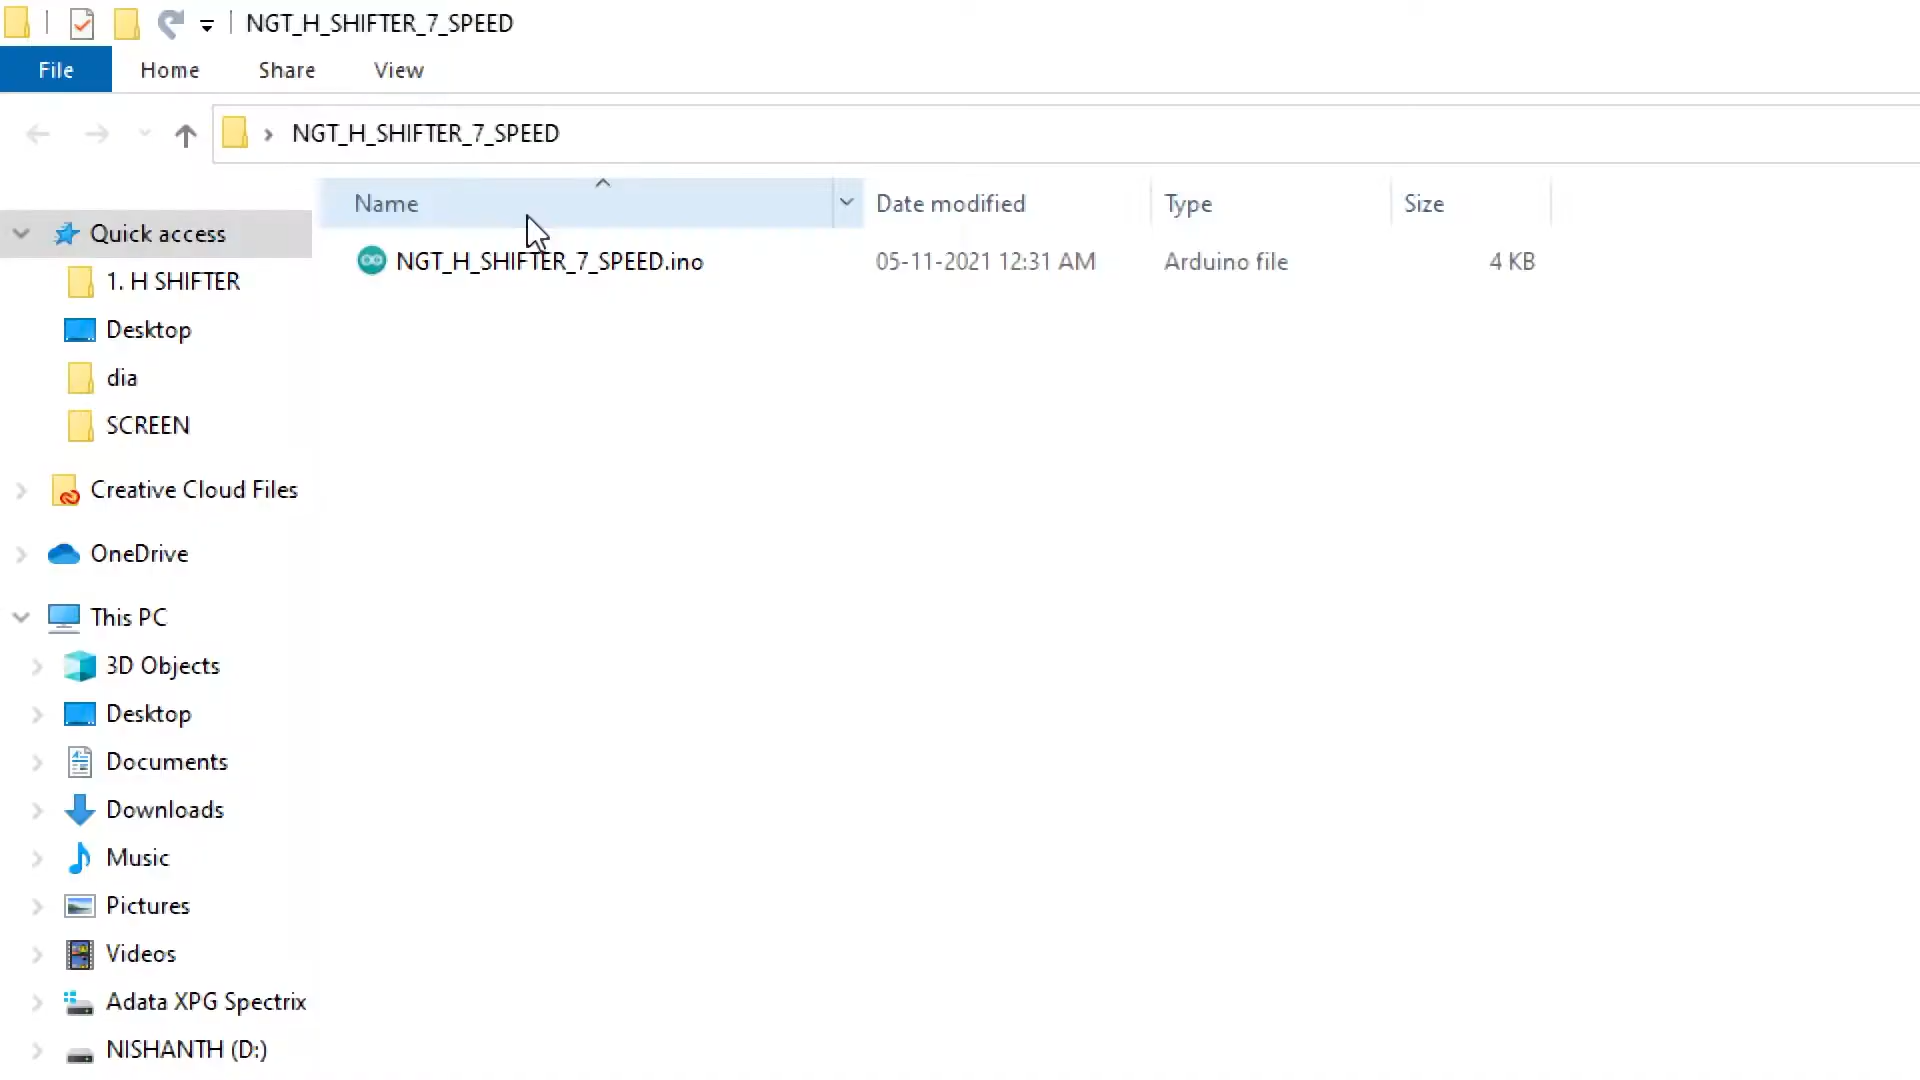 NGT_H_SHIFTER_7_SPEED
File Home Share View
NGT_H_SHIFTER_7_SPEED
Name Date modified Type Size
NGT_H_SHIFTER_7_SPEED.ino 05-11-2021 12:31 AM Arduino file 4 KB
Quick access
1. H SHIFTER
Desktop
dia
SCREEN
Creative Cloud Files
OneDrive
This PC
3D Objects
Desktop
Documents
Downloads
Music
Pictures
Videos
Adata XPG Spectrix
NISHANTH (D:)